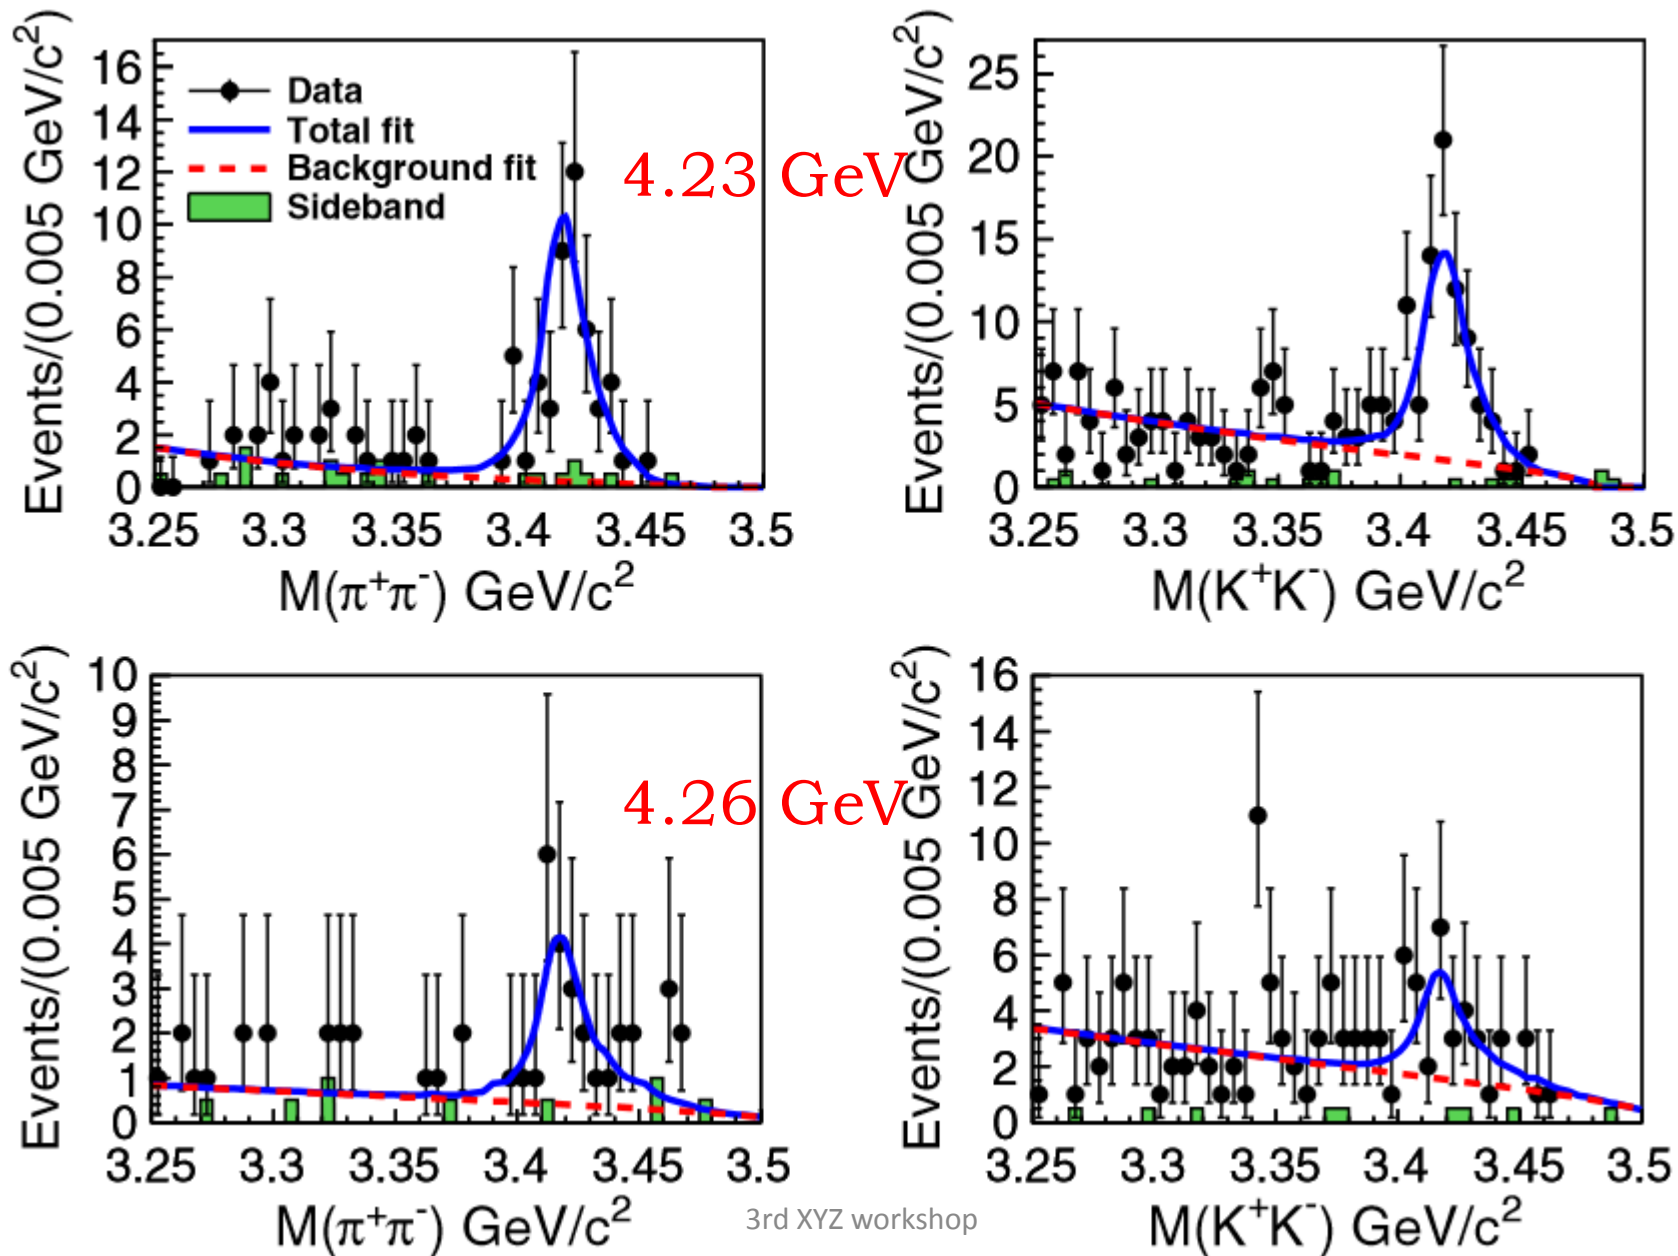 Events/(0.005 GeV/c²)
16
14
12
10
8
6
4
2
0
Data
Total fit
Background fit
Sideband
4.23 GeV
3.25 3.3 3.35 3.4 3.45 3.5
M(π⁺π⁻) GeV/c²
Events/(0.005 GeV/c²)
25
20
15
10
5
0
3.25 3.3 3.35 3.4 3.45 3.5
M(K⁺K⁻) GeV/c²
Events/(0.005 GeV/c²)
10
9
8
7
6
5
4
3
2
1
0
4.26 GeV
3.25 3.3 3.35 3.4 3.45 3.5
M(π⁺π⁻) GeV/c²
Events/(0.005 GeV/c²)
16
14
12
10
8
6
4
2
0
3.25 3.3 3.35 3.4 3.45 3.5
M(K⁺K⁻) GeV/c²
3rd XYZ workshop